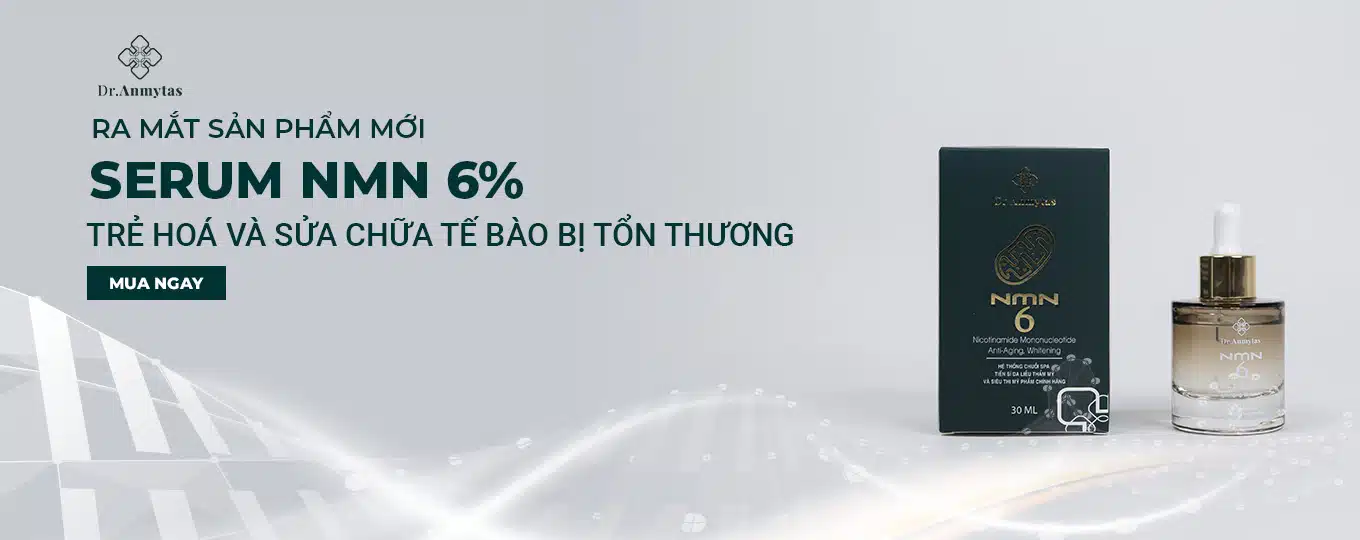 Dr.Anmytas
RA MẮT SẢN PHẨM MỚI
SERUM NMN 6%
TRẺ HOÁ VÀ SỬA CHỮA TẾ BÀO BỊ TỔN THƯƠNG
MUA NGAY
Dr.Anmytas
NMN
6
Nicotinamide Mononucleotide
Anti-Aging, Whitening
HỆ THỐNG CHUỖI SPA
TIẾN SĨ DA LIỄU THẨM MỸ
VÀ SIÊU THỊ MỸ PHẨM CHÍNH HÃNG
30 ML
Dr.Anmytas
NMN
6